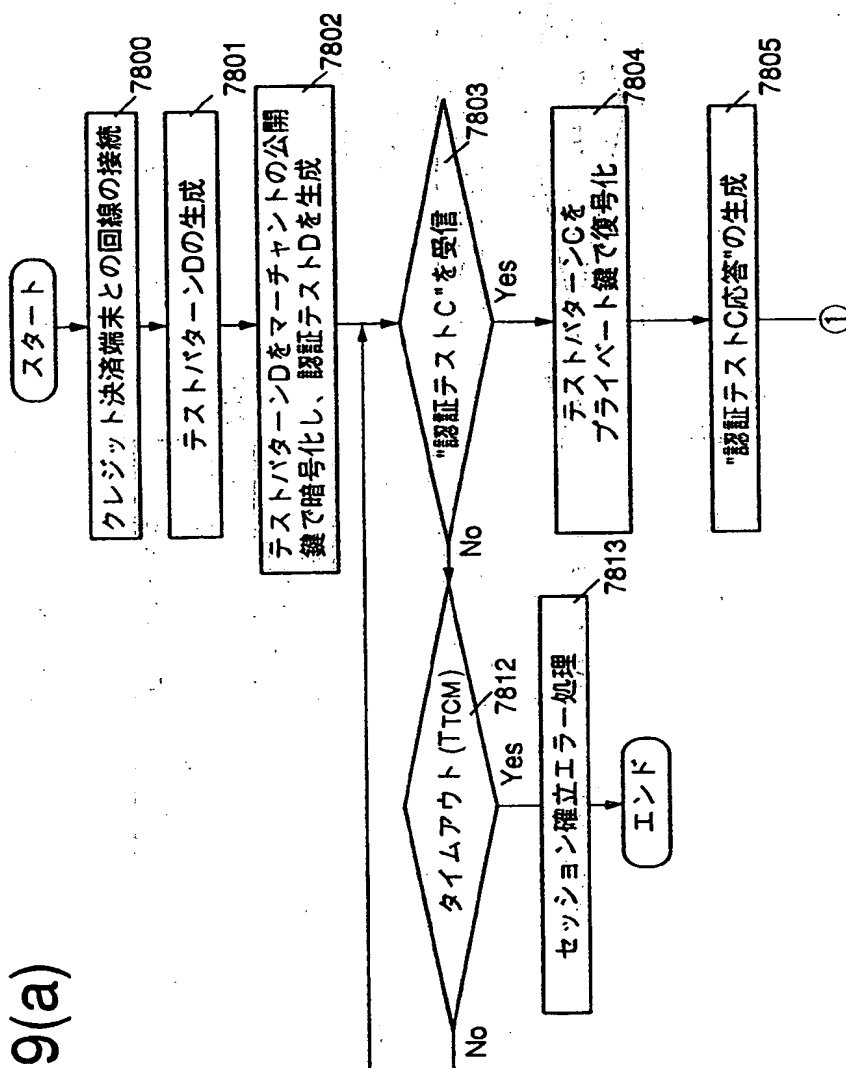 9(a)
スタート
クレジット決済端末との回線の接続
7800
テストパターンDの生成
7801
テストパターンDをマーチャントの公開
鍵で暗号化し、認証テストDを生成
7802
"認証テストC"を受信
7803
Yes
No
テストパターンCを
プライベート鍵で復号化
7804
"認証テストC応答"の生成
7805
①
タイムアウト(TTCM)
7812
Yes
No
セッション確立エラー処理
7813
エンド